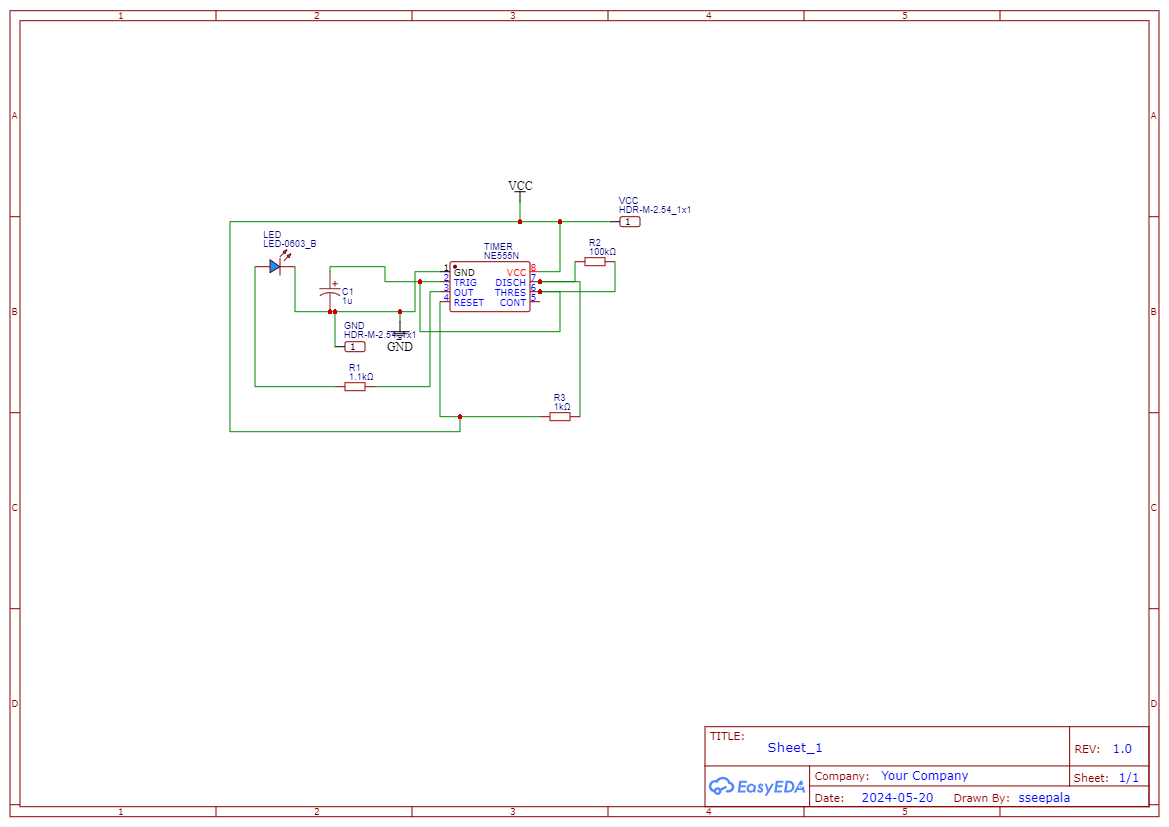 1 2 3 4 5
A A
VCC
VCC
HDR-M-2.54_1x1
1
LED
LED-0603_B
TIMER
NE555N
R2
100kΩ
1 GND VCC 8
2 TRIG DISCH 7
3 OUT THRES 6
4 RESET CONT 5
+
C1
1u
B B
GND
HDR-M-2.54_1x1
1
GND
R1
1.1kΩ
R3
1kΩ
C C
D D
TITLE:
Sheet_1
REV: 1.0
EasyEDA
Company: Your Company
Sheet: 1/1
Date: 2024-05-20 Drawn By: sseepala
1 2 3 4 5